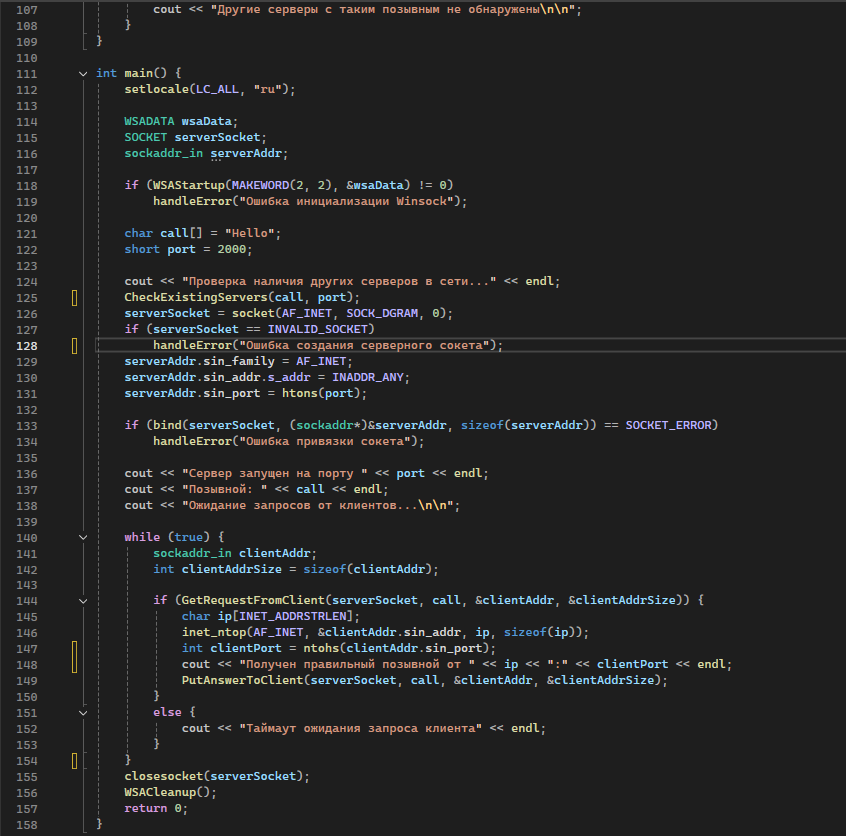 107 cout << "Другие серверы с таким позывным не обнаружены\n\n";
108 }
109 }
110
111 int main() {
112 setlocale(LC_ALL, "ru");
113
114 WSADATA wsaData;
115 SOCKET serverSocket;
116 sockaddr_in serverAddr;
117
118 if (WSAStartup(MAKEWORD(2, 2), &wsaData) != 0)
119 handleError("Ошибка инициализации Winsock");
120
121 char call[] = "Hello";
122 short port = 2000;
123
124 cout << "Проверка наличия других серверов в сети..." << endl;
125 CheckExistingServers(call, port);
126 serverSocket = socket(AF_INET, SOCK_DGRAM, 0);
127 if (serverSocket == INVALID_SOCKET)
128 handleError("Ошибка создания серверного сокета");
129 serverAddr.sin_family = AF_INET;
130 serverAddr.sin_addr.s_addr = INADDR_ANY;
131 serverAddr.sin_port = htons(port);
132
133 if (bind(serverSocket, (sockaddr*)&serverAddr, sizeof(serverAddr)) == SOCKET_ERROR)
134 handleError("Ошибка привязки сокета");
135
136 cout << "Сервер запущен на порту " << port << endl;
137 cout << "Позывной: " << call << endl;
138 cout << "Ожидание запросов от клиентов...\n\n";
139
140 while (true) {
141 sockaddr_in clientAddr;
142 int clientAddrSize = sizeof(clientAddr);
143
144 if (GetRequestFromClient(serverSocket, call, &clientAddr, &clientAddrSize)) {
145 char ip[INET_ADDRSTRLEN];
146 inet_ntop(AF_INET, &clientAddr.sin_addr, ip, sizeof(ip));
147 int clientPort = ntohs(clientAddr.sin_port);
148 cout << "Получен правильный позывной от " << ip << ":" << clientPort << endl;
149 PutAnswerToClient(serverSocket, call, &clientAddr, &clientAddrSize);
150 }
151 else {
152 cout << "Таймаут ожидания запроса клиента" << endl;
153 }
154 }
155 closesocket(serverSocket);
156 WSACleanup();
157 return 0;
158 }